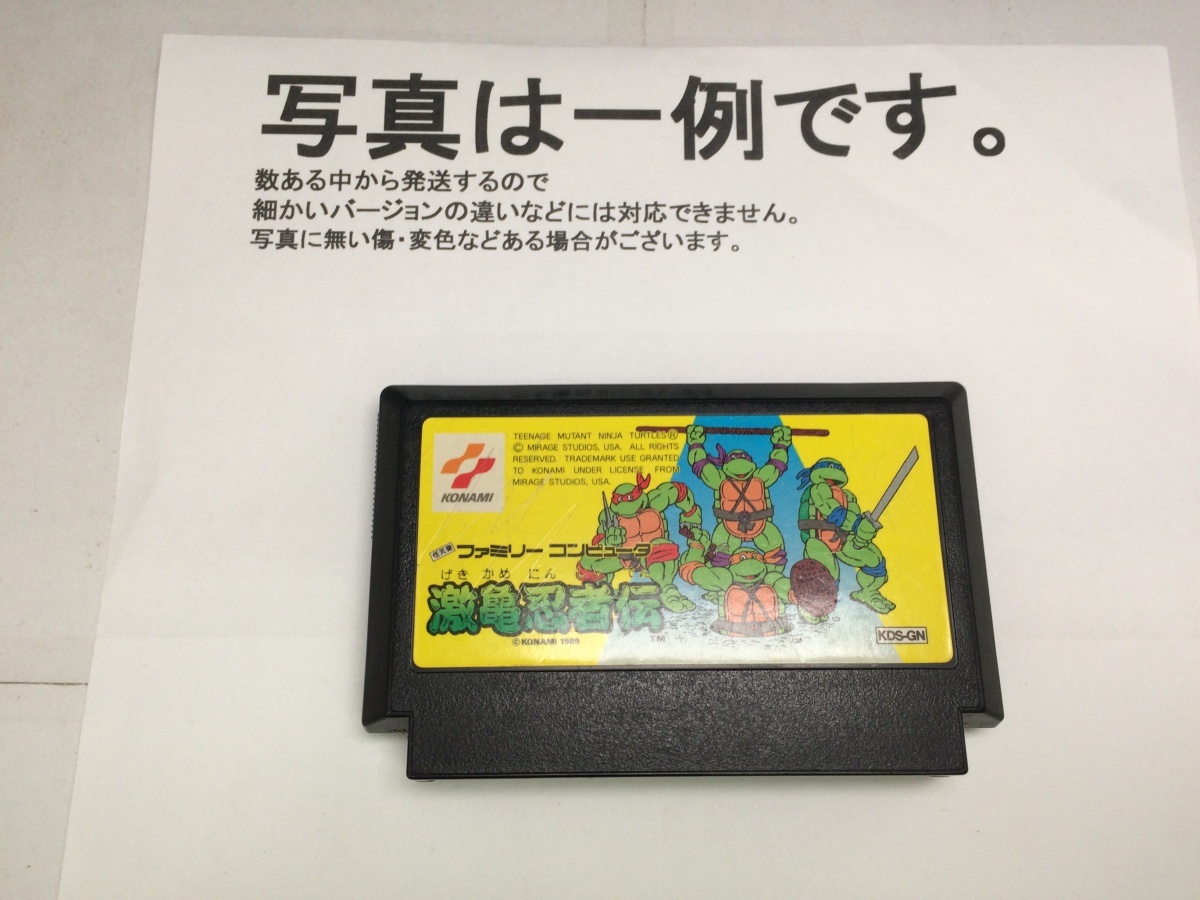 写真は一例です。
数ある中から発送するので
細かいバージョンの違いなどには対応できません。
写真に無い傷・変色などある場合がございます。
KONAMI
TEENAGE MUTANT NINJA TURTLES®
© MIRAGE STUDIOS, USA. ALL RIGHTS
RESERVED. TRADEMARK USE GRANTED
TO KONAMI UNDER LICENSE FROM
MIRAGE STUDIOS, USA.
任天堂 ファミリー コンピュータ
げき かめ にん
激亀忍者伝
TM
©KONAMI 1989
KDS-GN